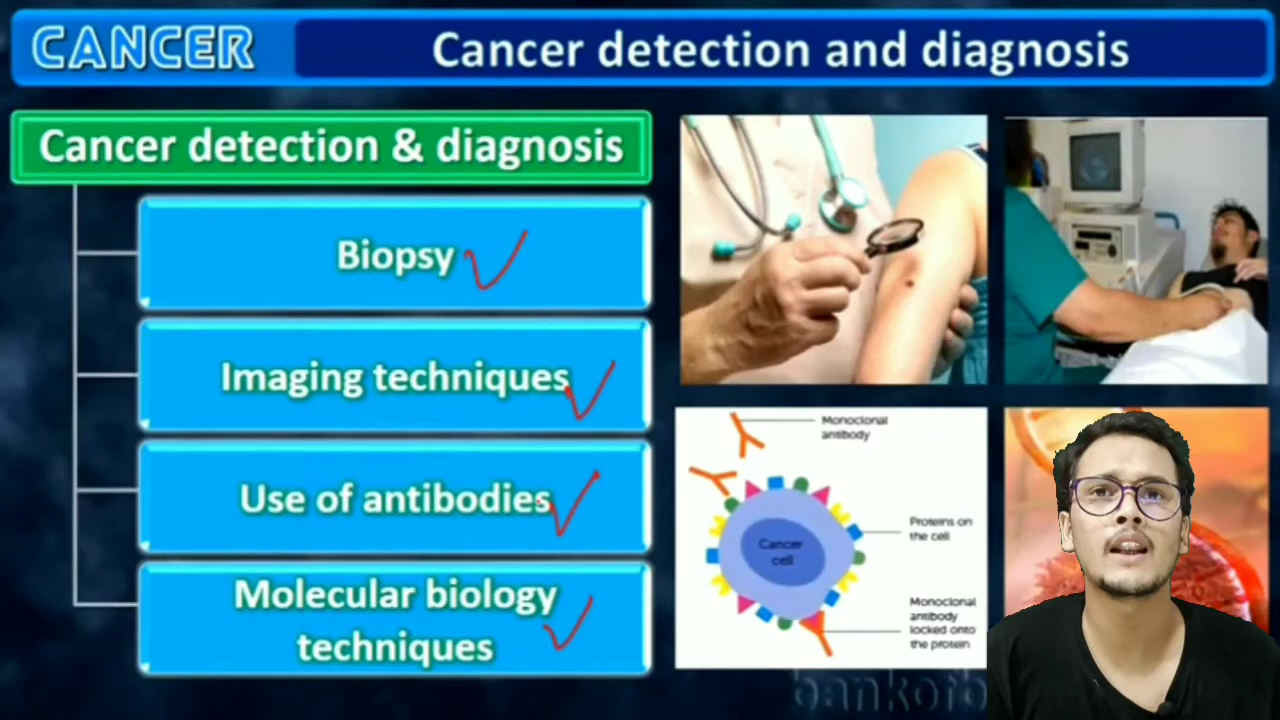 CANCER
Cancer detection and diagnosis
Cancer detection & diagnosis
Biopsy
Imaging techniques
Use of antibodies
Molecular biology
techniques
Monoclonal
antibody
Proteins on
the cell
Cancer
cell
Monoclonal
antibody
locked onto
the protein